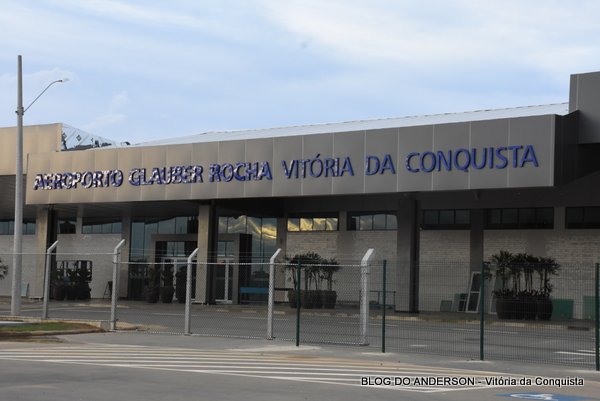 AEROPORTO GLAUBER ROCHA VITÓRIA DA CONQUISTA
BLOG DO ANDERSON - Vitória da Conquista